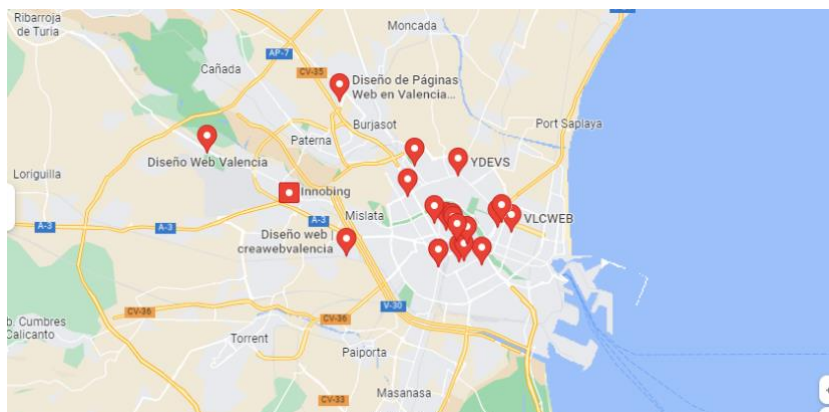 Ribarroja
de Turia
Moncada
AP-7
Cañada
CV-35
Diseño de Páginas
Web en Valencia...
Burjasot
Port Saplaya
Paterna
Diseño Web Valencia
YDEVS
Loriguilla
Innobing
Mislata
VLCWEB
A-3
A-3
A-3
Diseño web |
creawebvalencia
V-30
CV-36
CV-36
b. Cumbres
Calicanto
Torrent
Paiporta
CV-33
Masanasa